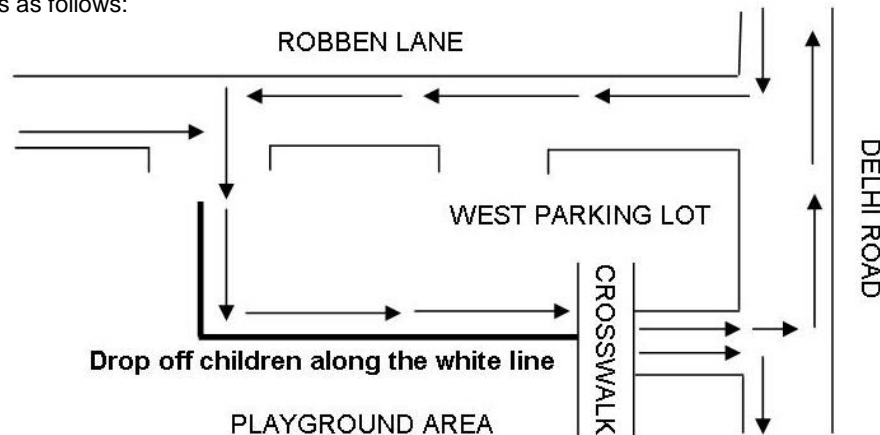 s as follows:
ROBBEN LANE
DELHI ROAD
WEST PARKING LOT
CROSSWALK
Drop off children along the white line
PLAYGROUND AREA